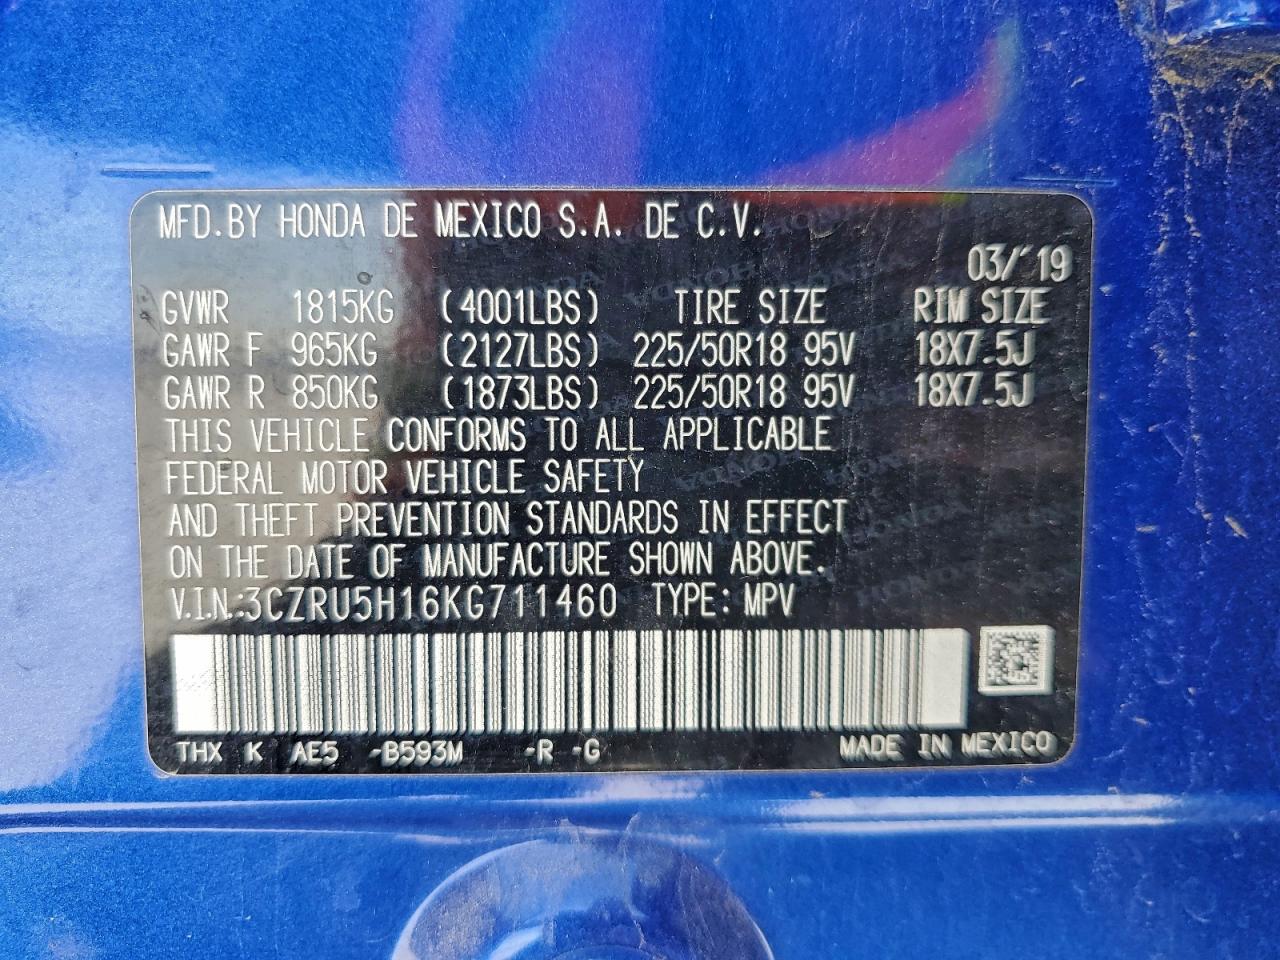 MFD.BY HONDA DE MEXICO S.A. DE C.V.
03/'19
GVWR 1815KG (4001LBS) TIRE SIZE RIM SIZE
GAWR F 965KG (2127LBS) 225/50R18 95V 18X7.5J
GAWR R 850KG (1873LBS) 225/50R18 95V 18X7.5J
THIS VEHICLE CONFORMS TO ALL APPLICABLE
FEDERAL MOTOR VEHICLE SAFETY
AND THEFT PREVENTION STANDARDS IN EFFECT
ON THE DATE OF MANUFACTURE SHOWN ABOVE.
V.I.N.:3CZRU5H16KG711460 TYPE: MPV
THX K AE5 -B593M -R -G MADE IN MEXICO